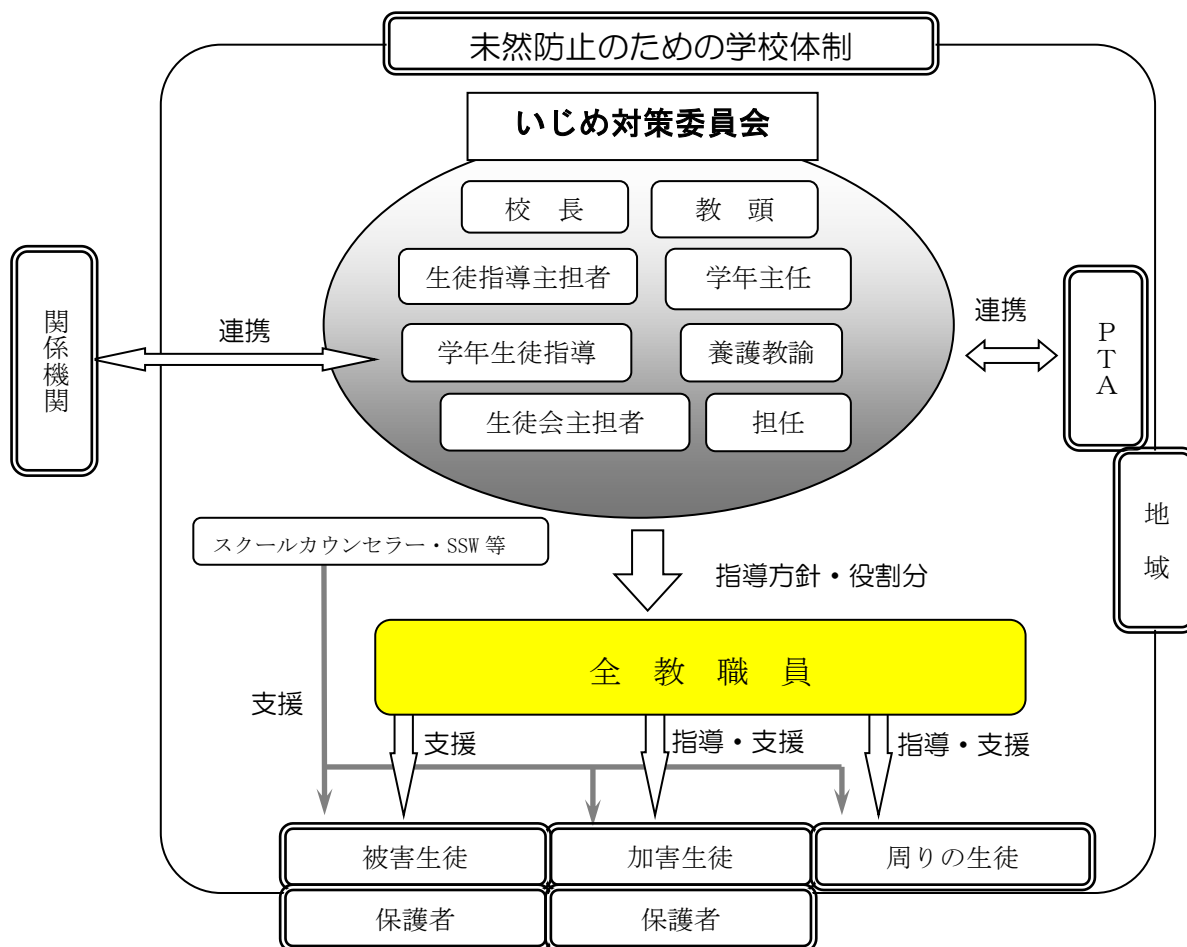 未然防止のための学校体制
いじめ対策委員会
校　長
教　頭
生徒指導主担者
学年主任
学年生徒指導
養護教諭
生徒会主担者
担任
関係機関
連携
連携
PTA
地域
スクールカウンセラー・SSW等
指導方針・役割分
全　教　職　員
支援
支援
指導・支援
指導・支援
被害生徒
加害生徒
周りの生徒
保護者
保護者